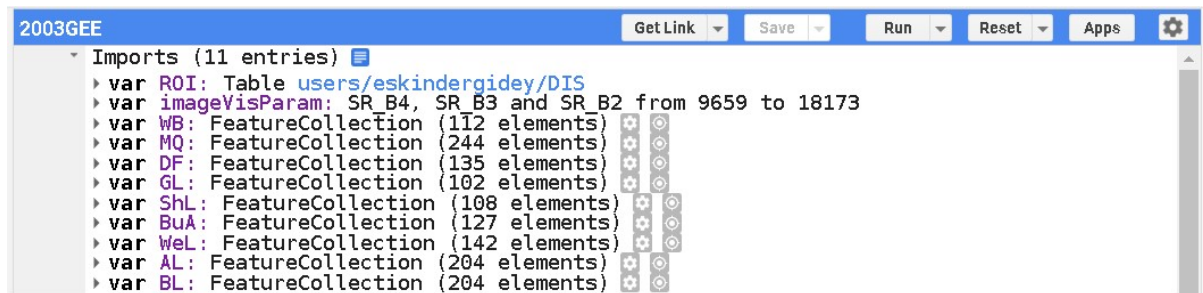 2003GEE Get Link Save Run Reset Apps
Imports (11 entries)
var ROI: Table users/eskindergidey/DIS
var imageVisParam: SR_B4, SR_B3 and SR_B2 from 9659 to 18173
var WB: FeatureCollection (112 elements)
var MQ: FeatureCollection (244 elements)
var DF: FeatureCollection (135 elements)
var GL: FeatureCollection (102 elements)
var ShL: FeatureCollection (108 elements)
var BuA: FeatureCollection (127 elements)
var WeL: FeatureCollection (142 elements)
var AL: FeatureCollection (204 elements)
var BL: FeatureCollection (204 elements)